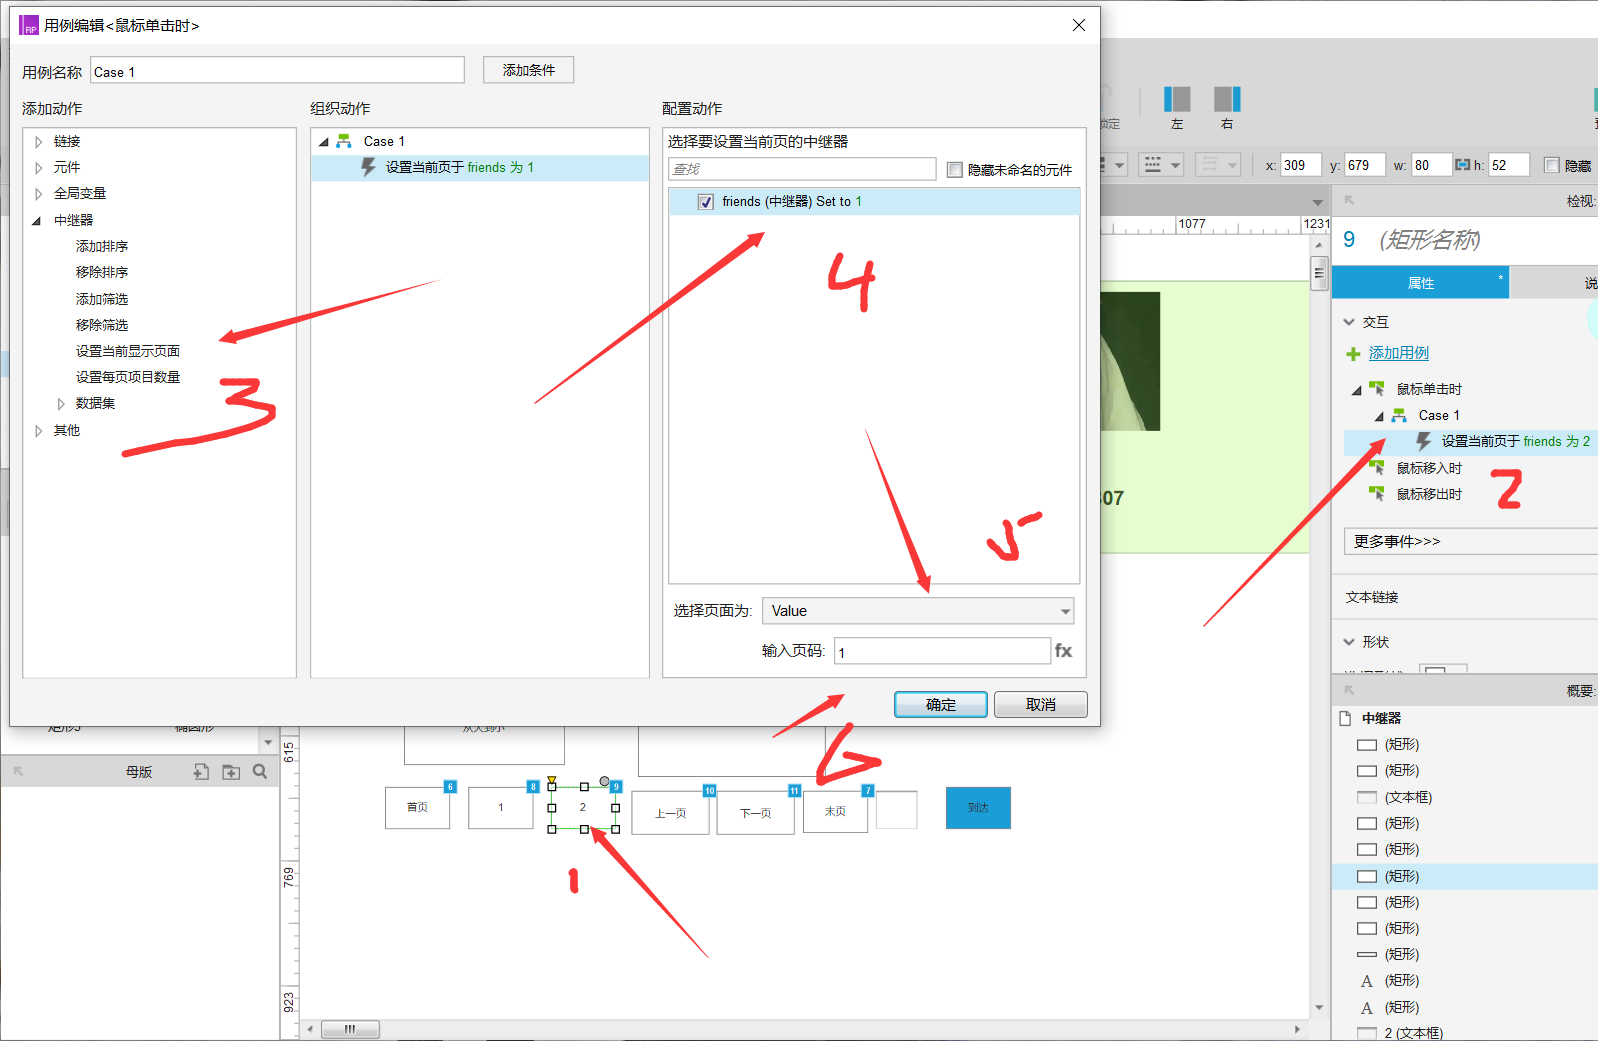 RP 用例编辑<鼠标单击时>
用例名称 Case 1 添加条件
添加动作 组织动作 配置动作
链接
元件
全局变量
中继器
添加排序
移除排序
添加筛选
移除筛选
设置当前显示页面
设置每页项目数量
数据集
其他
3
Case 1
设置当前页于 friends 为 1
选择要设置当前页的中继器
查找 隐藏未命名的元件
friends (中继器) Set to 1
4
5
选择页面为: Value
输入页码: 1 fx
确定 取消
6
锁定 左 右
x: 309 y: 679 w: 80 h: 52 隐藏
检视:
1077 1231
9 (矩形名称)
属性 * 说
交互
添加用例
鼠标单击时
Case 1
设置当前页于 friends 为 2
鼠标移入时
鼠标移出时
2
更多事件>>>
文本链接
形状
07
概要:
中继器
(矩形)
(矩形)
(文本框)
(矩形)
(矩形)
(矩形)
(矩形)
(矩形)
(矩形)
A (矩形)
A (矩形)
2 (文本框)
矩形3 椭圆形
母版
615
769
923
从大到小
6 8 9 10 11 7
首页 1 2 上一页 下一页 末页 到达
1